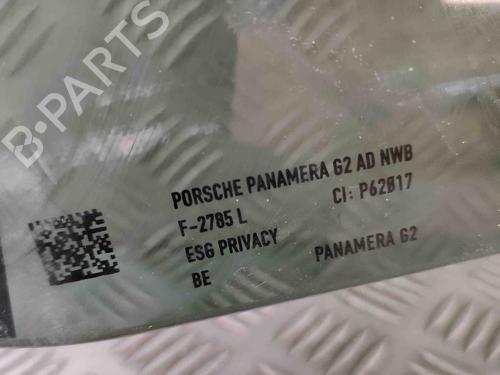 B-PARTS
PORSCHE PANAMERA G2 AD NWB
F-2785 L CI: P62017
ESG PRIVACY
BE PANAMERA G2